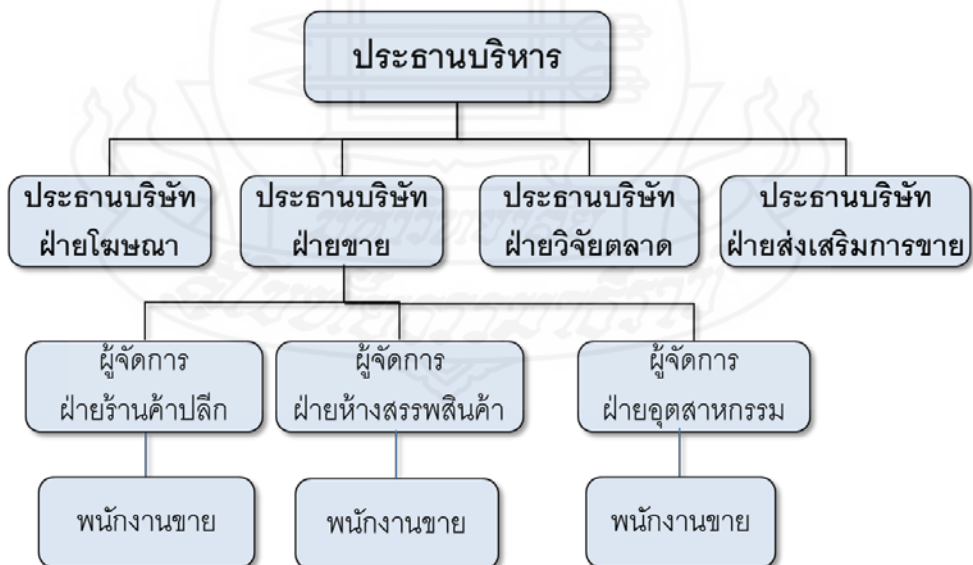 ประธานบริหาร
ประธานบริษัท
ฝ่ายโฆษณา
ประธานบริษัท
ฝ่ายขาย
ประธานบริษัท
ฝ่ายวิจัยตลาด
ประธานบริษัท
ฝ่ายส่งเสริมการขาย
ผู้จัดการ
ฝ่ายร้านค้าปลีก
ผู้จัดการ
ฝ่ายห้างสรรพสินค้า
ผู้จัดการ
ฝ่ายอุตสาหกรรม
พนักงานขาย
พนักงานขาย
พนักงานขาย